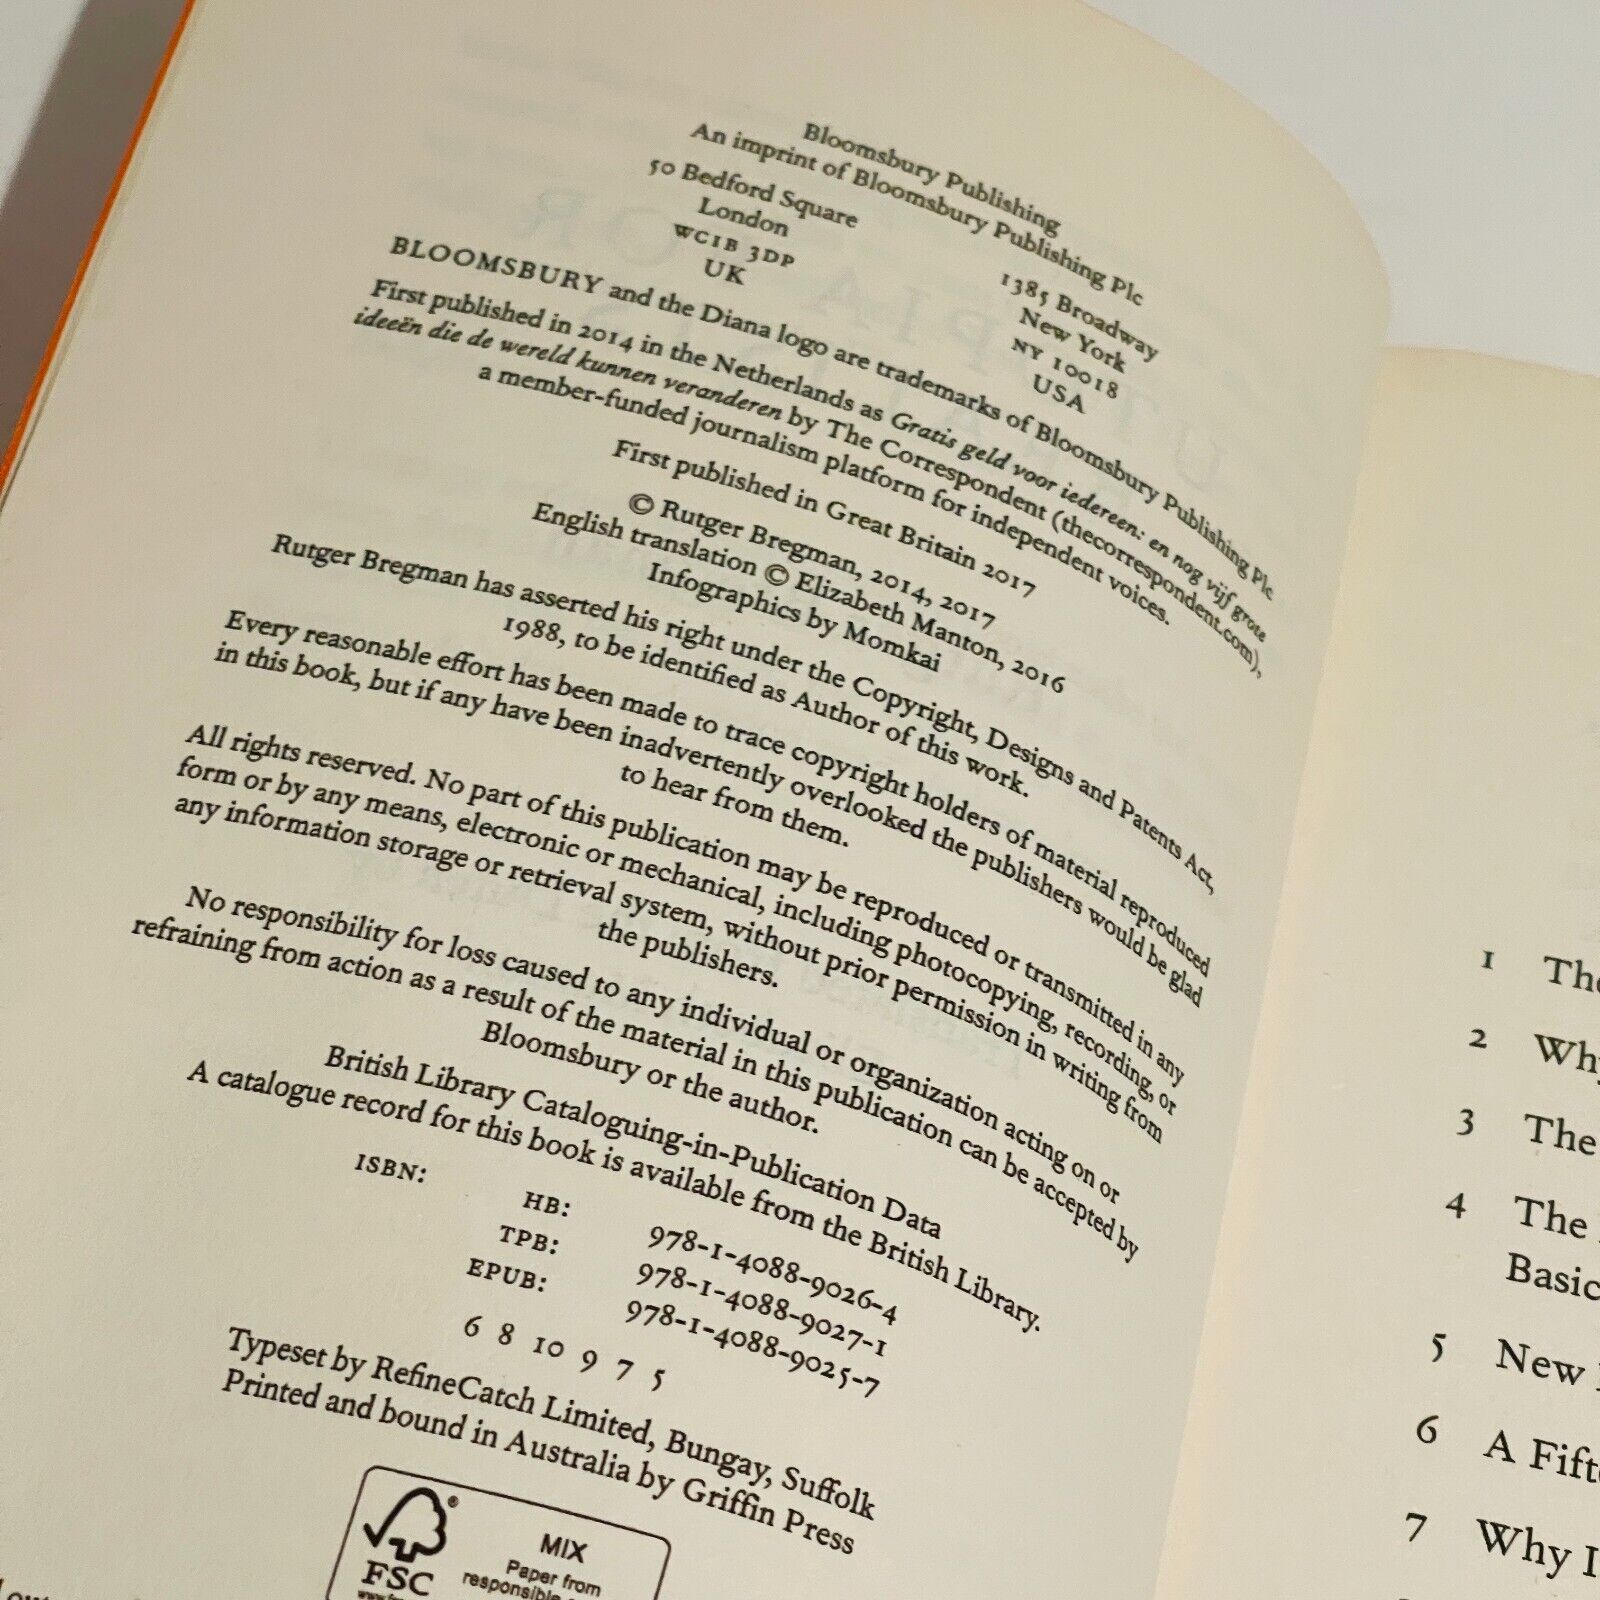 Bloomsbury Publishing
An imprint of Bloomsbury Publishing Plc
50 Bedford Square
London
WC1B 3DP
UK
1385 Broadway
New York
NY 10018
USA
BLOOMSBURY and the Diana logo are trademarks of Bloomsbury Publishing Plc
First published in 2014 in the Netherlands as Gratis geld voor iedereen: en nog vijf grote
ideeën die de wereld kunnen veranderen by The Correspondent (thecorrespondent.com),
a member-funded journalism platform for independent voices.
First published in Great Britain 2017
© Rutger Bregman, 2014, 2017
English translation © Elizabeth Manton, 2016
Infographics by Momkai
Rutger Bregman has asserted his right under the Copyright, Designs and Patents Act,
1988, to be identified as Author of this work.
Every reasonable effort has been made to trace copyright holders of material reproduced
in this book, but if any have been inadvertently overlooked the publishers would be glad
to hear from them.
All rights reserved. No part of this publication may be reproduced or transmitted in any
form or by any means, electronic or mechanical, including photocopying, recording, or
any information storage or retrieval system, without prior permission in writing from
the publishers.
No responsibility for loss caused to any individual or organization acting on or
refraining from action as a result of the material in this publication can be accepted by
Bloomsbury or the author.
British Library Cataloguing-in-Publication Data
A catalogue record for this book is available from the British Library.
ISBN:
HB: 978-1-4088-9026-4
TPB: 978-1-4088-9027-1
EPUB: 978-1-4088-9025-7
6 8 10 9 7 5
Typeset by RefineCatch Limited, Bungay, Suffolk
Printed and bound in Australia by Griffin Press
®
FSC
MIX
Paper from
responsible
1 The
2 Why
3 The
4 The
Basic
5 New
6 A
7 Why